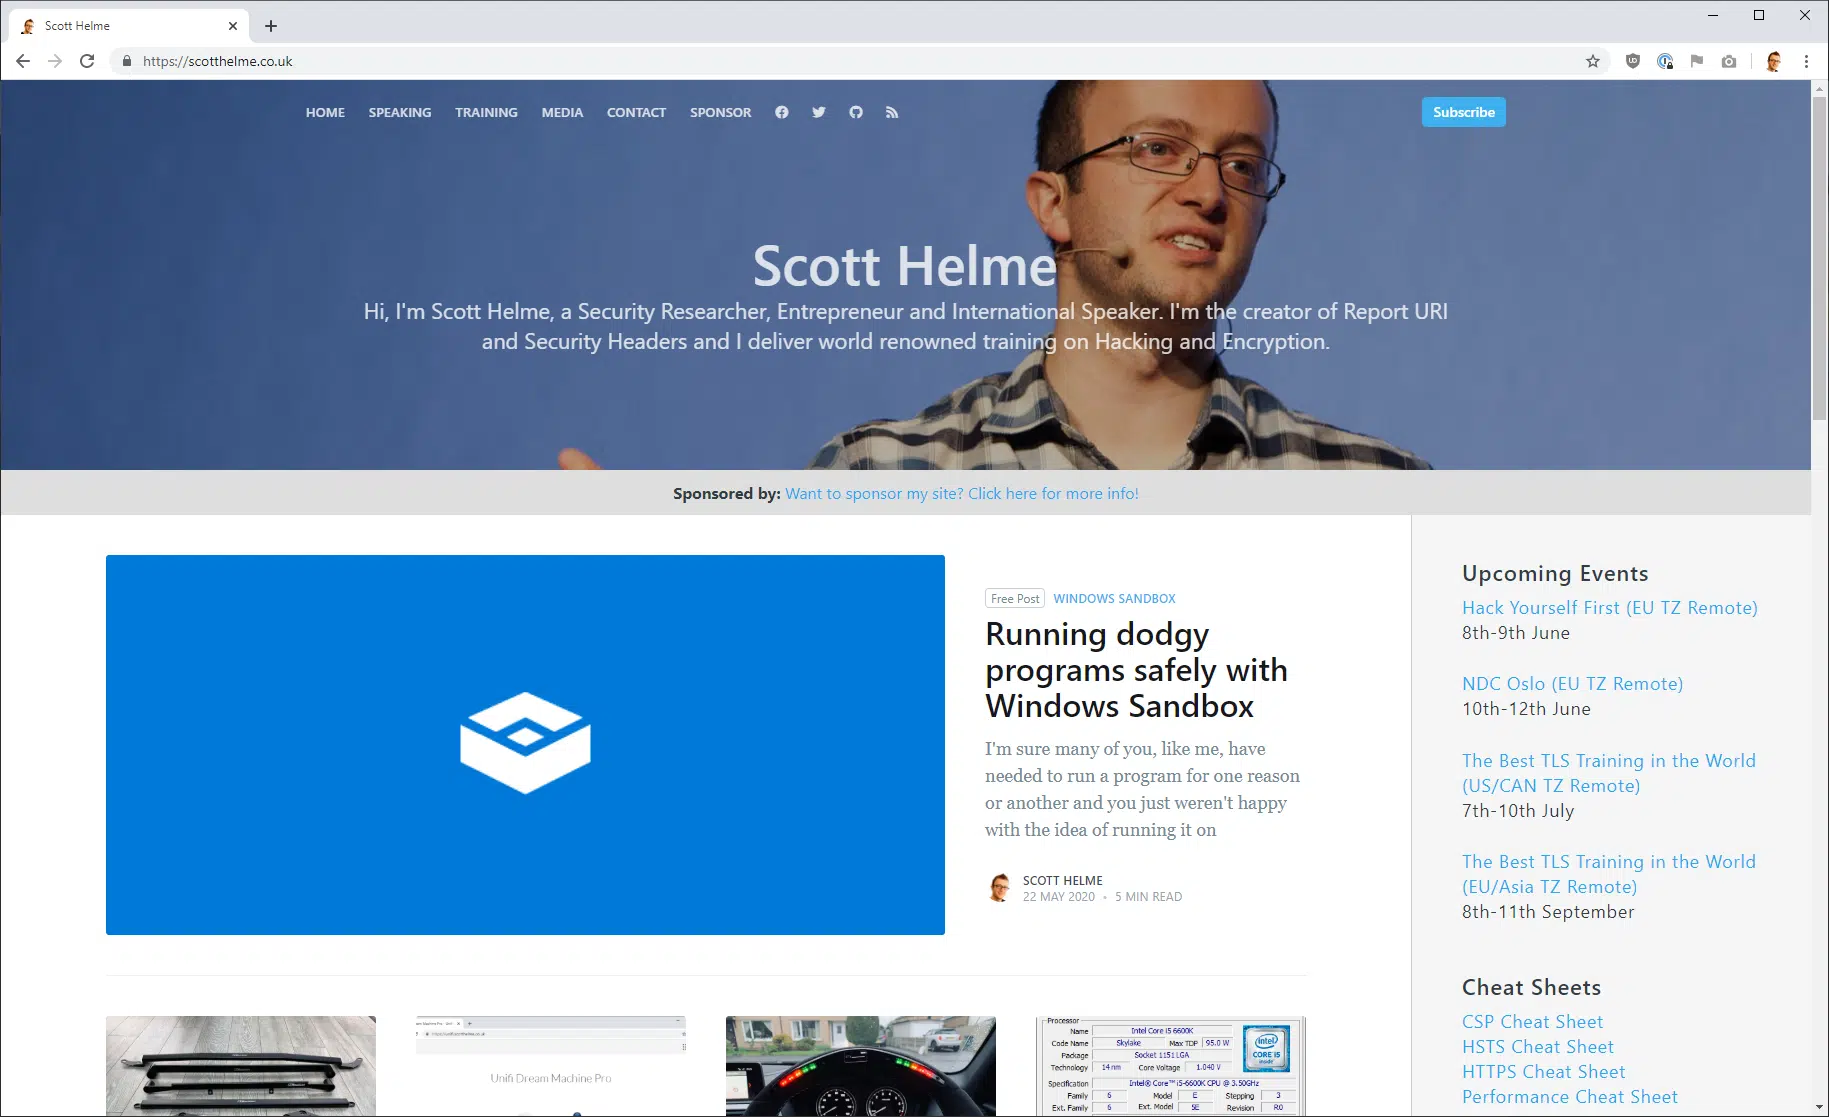 Scott Helme
https://scotthelme.co.uk
HOME SPEAKING TRAINING MEDIA CONTACT SPONSOR
Subscribe
Scott Helme
Hi, I'm Scott Helme, a Security Researcher, Entrepreneur and International Speaker. I'm the creator of Report URI
and Security Headers and I deliver world renowned training on Hacking and Encryption.
Sponsored by: Want to sponsor my site? Click here for more info!
Free Post WINDOWS SANDBOX
Running dodgy
programs safely with
Windows Sandbox
I'm sure many of you, like me, have
needed to run a program for one reason
or another and you just weren't happy
with the idea of running it on
SCOTT HELME
22 MAY 2020 • 5 MIN READ
Upcoming Events
Hack Yourself First (EU TZ Remote)
8th-9th June
NDC Oslo (EU TZ Remote)
10th-12th June
The Best TLS Training in the World
(US/CAN TZ Remote)
7th-10th July
The Best TLS Training in the World
(EU/Asia TZ Remote)
8th-11th September
Cheat Sheets
CSP Cheat Sheet
HSTS Cheat Sheet
HTTPS Cheat Sheet
Performance Cheat Sheet
Unifi Dream Machine Pro
Processor
Name Intel Core i5 6600K
Code Name Skylake Max TDP 95.0 W
Package Socket 1151 LGA
Technology 14 nm Core Voltage 1.040 V
Specification Intel® Core™ i5-6600K CPU @ 3.50GHz
Family 6 Model E Stepping 3
Ext. Family 6 Ext. Model 5E Revision R0
intel
CORE i5
inside